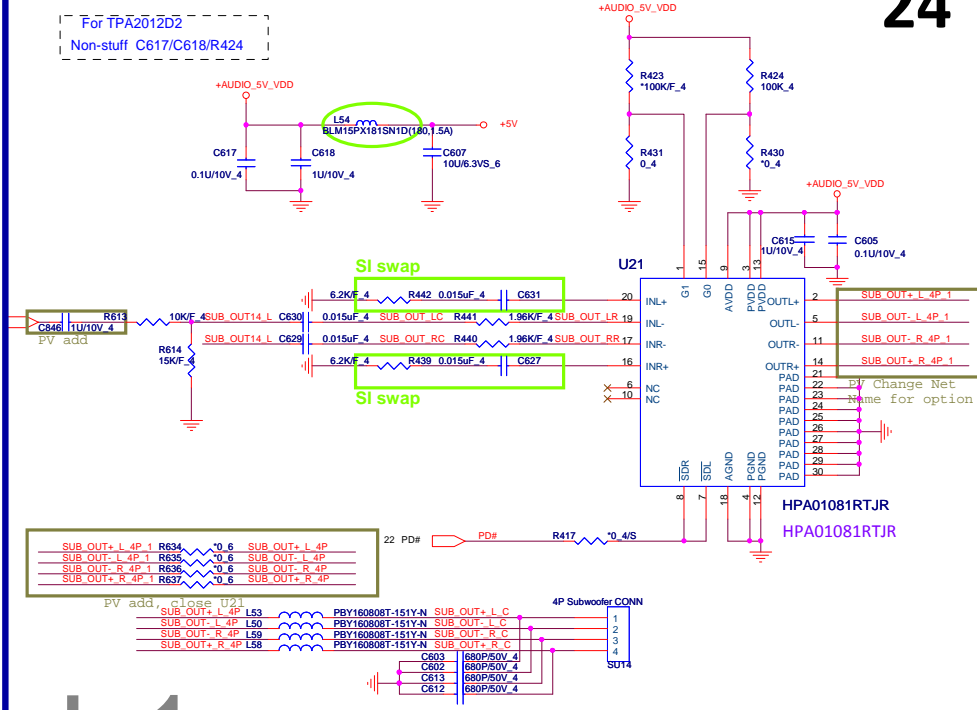 24
For TPA2012D2
Non-stuff C617/C618/R424
+AUDIO_5V_VDD
+AUDIO_5V_VDD
L54
BLM15PX181SN1D(180,1.5A)
+5V
C617
0.1U/10V_4
C618
1U/10V_4
C607
10U/6.3VS_6
R423
*100K/F_4
R424
100K_4
R431
0_4
R430
*0_4
+AUDIO_5V_VDD
C615
1U/10V_4
C605
0.1U/10V_4
U21
1
15
9
3
13
G1
G0
AVDD
PVDD
PVDD
SI swap
6.2K/F_4 R442 0.015uF_4 C631
20 INL+
SUB_OUT14_L C630 0.015uF_4 SUB_OUT_LC R441 1.96K/F_4 SUB_OUT_LR 19 INL-
SUB_OUT14_L C629 0.015uF_4 SUB_OUT_RC R440 1.96K/F_4 SUB_OUT_RR 17 INR-
6.2K/F_4 R439 0.015uF_4 C627
16 INR+
SI swap
6 NC
10 NC
C846 1U/10V_4
R613 10K/F_4
PV add
R614
15K/F_4
OUTL+ 2 SUB_OUT+_L_4P_1
OUTL- 5 SUB_OUT-_L_4P_1
OUTR- 11 SUB_OUT-_R_4P_1
OUTR+ 14 SUB_OUT+_R_4P_1
PAD 21
PAD 22
PAD 23
PAD 24
PAD 25
PAD 26
PAD 27
PAD 28
PAD 29
PAD 30
PV Change Net
Name for option
SDR
SDL
AGND
PGND
PGND
8
7
18
4
12
HPA01081RTJR
HPA01081RTJR
22 PD# PD# R417 *0_4/S
SUB_OUT+_L_4P_1 R634 *0_6 SUB_OUT+_L_4P
SUB_OUT-_L_4P_1 R635 *0_6 SUB_OUT-_L_4P
SUB_OUT-_R_4P_1 R636 *0_6 SUB_OUT-_R_4P
SUB_OUT+_R_4P_1 R637 *0_6 SUB_OUT+_R_4P
PV add, close U21
4P Subwoofer CONN
SUB_OUT+_L_4P L53 PBY160808T-151Y-N SUB_OUT+_L_C 1
SUB_OUT-_L_4P L50 PBY160808T-151Y-N SUB_OUT-_L_C 2
SUB_OUT-_R_4P L59 PBY160808T-151Y-N SUB_OUT-_R_C 3
SUB_OUT+_R_4P L58 PBY160808T-151Y-N SUB_OUT+_R_C 4
SU14
C603 680P/50V_4
C602 680P/50V_4
C613 680P/50V_4
C612 680P/50V_4